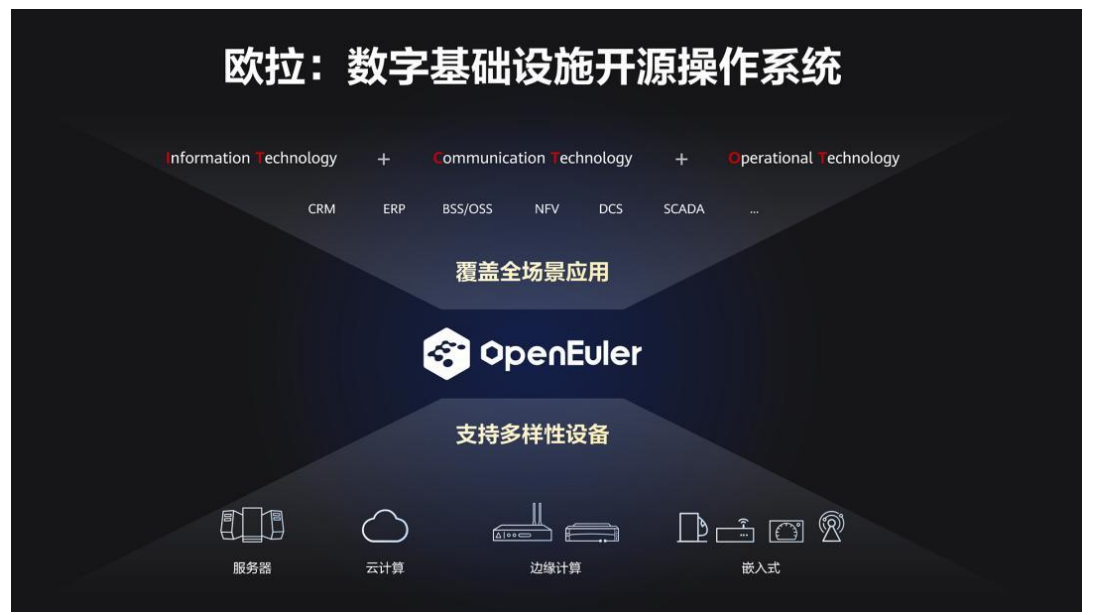 欧拉：数字基础设施开源操作系统
Information Technology + Communication Technology + Operational Technology
CRM ERP BSS/OSS NFV DCS SCADA ...
覆盖全场景应用
OpenEuler
支持多样性设备
服务器 云计算 边缘计算 嵌入式